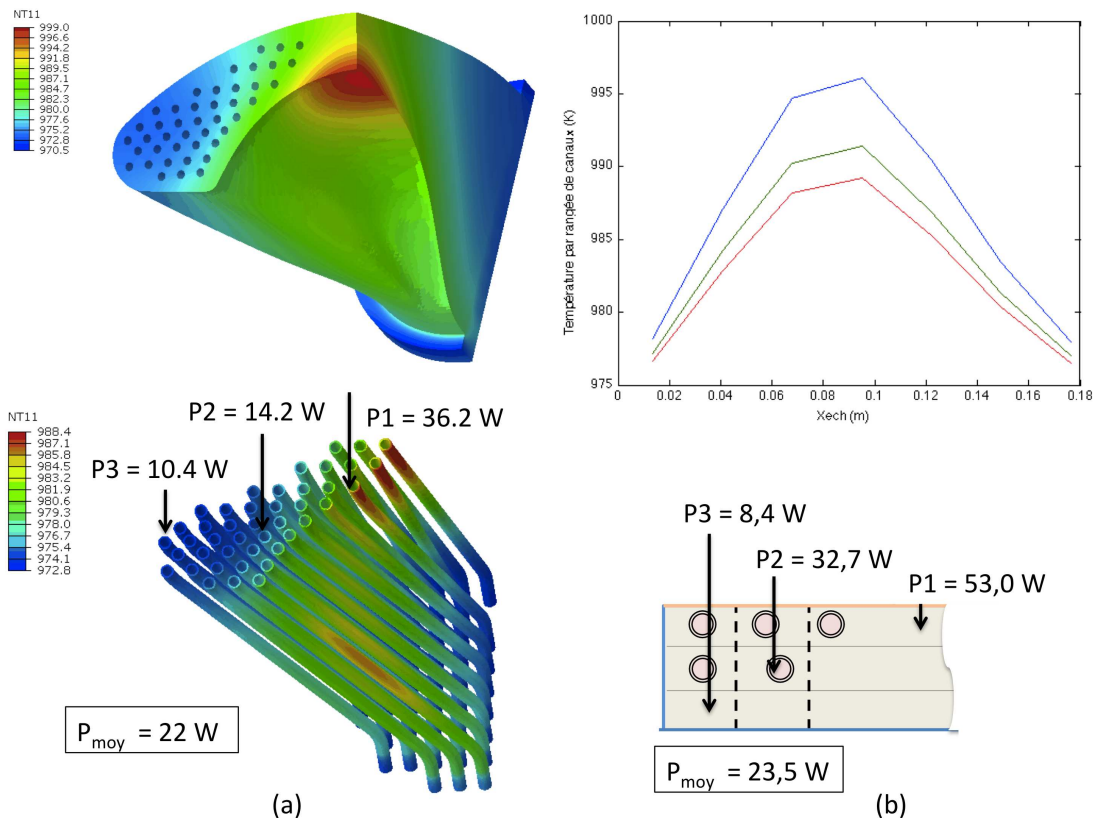 NT11
999.0
996.6
994.2
991.8
989.5
987.1
984.7
982.3
980.0
977.6
975.2
972.8
970.5
1000
995
990
985
980
975
Température par rangée de canaux (K)
0 0.02 0.04 0.06 0.08 0.1 0.12 0.14 0.16 0.18
Xech (m)
NT11
988.4
987.1
985.8
984.5
983.2
981.9
980.6
979.3
978.0
976.7
975.4
974.1
972.8
P2 = 14.2 W
P1 = 36.2 W
P3 = 10.4 W
Pmoy = 22 W
(a)
P3 = 8,4 W
P2 = 32,7 W
P1 = 53,0 W
Pmoy = 23,5 W
(b)